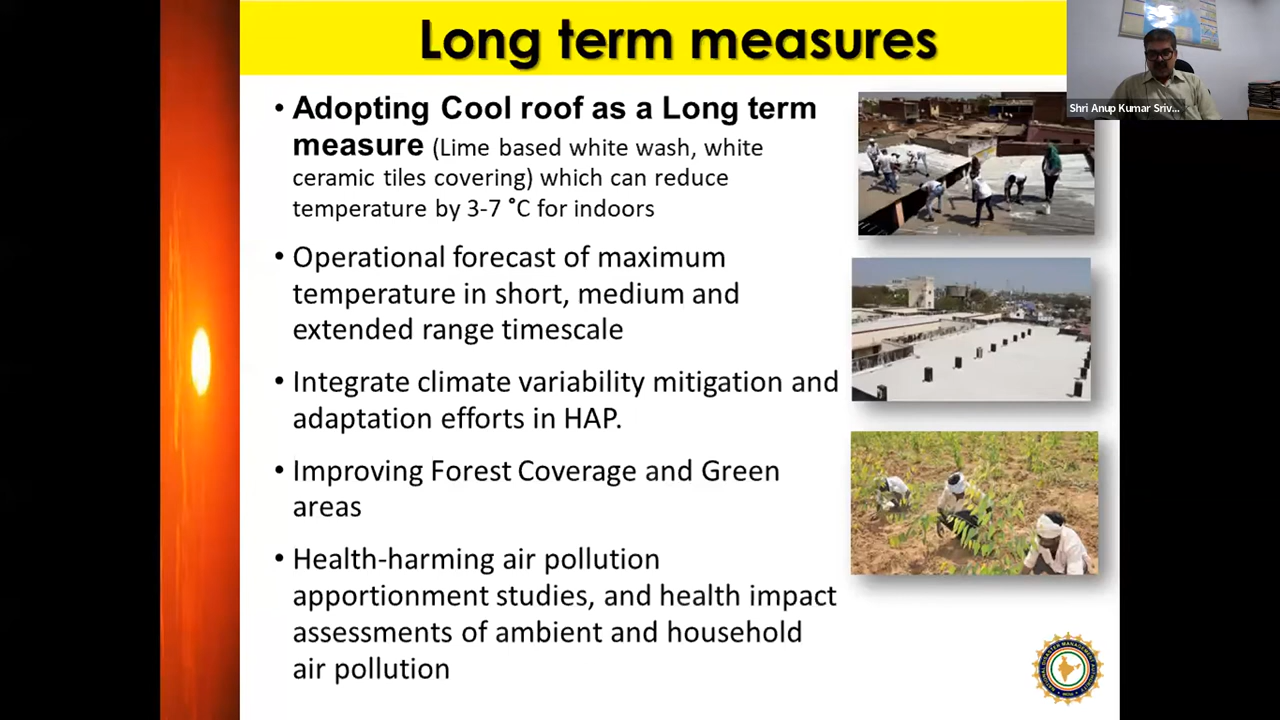 Long term measures
Shri Anup Kumar Sriv...
• Adopting Cool roof as a Long term
measure (Lime based white wash, white
ceramic tiles covering) which can reduce
temperature by 3-7 °C for indoors
• Operational forecast of maximum
temperature in short, medium and
extended range timescale
• Integrate climate variability mitigation and
adaptation efforts in HAP.
• Improving Forest Coverage and Green
areas
• Health-harming air pollution
apportionment studies, and health impact
assessments of ambient and household
air pollution